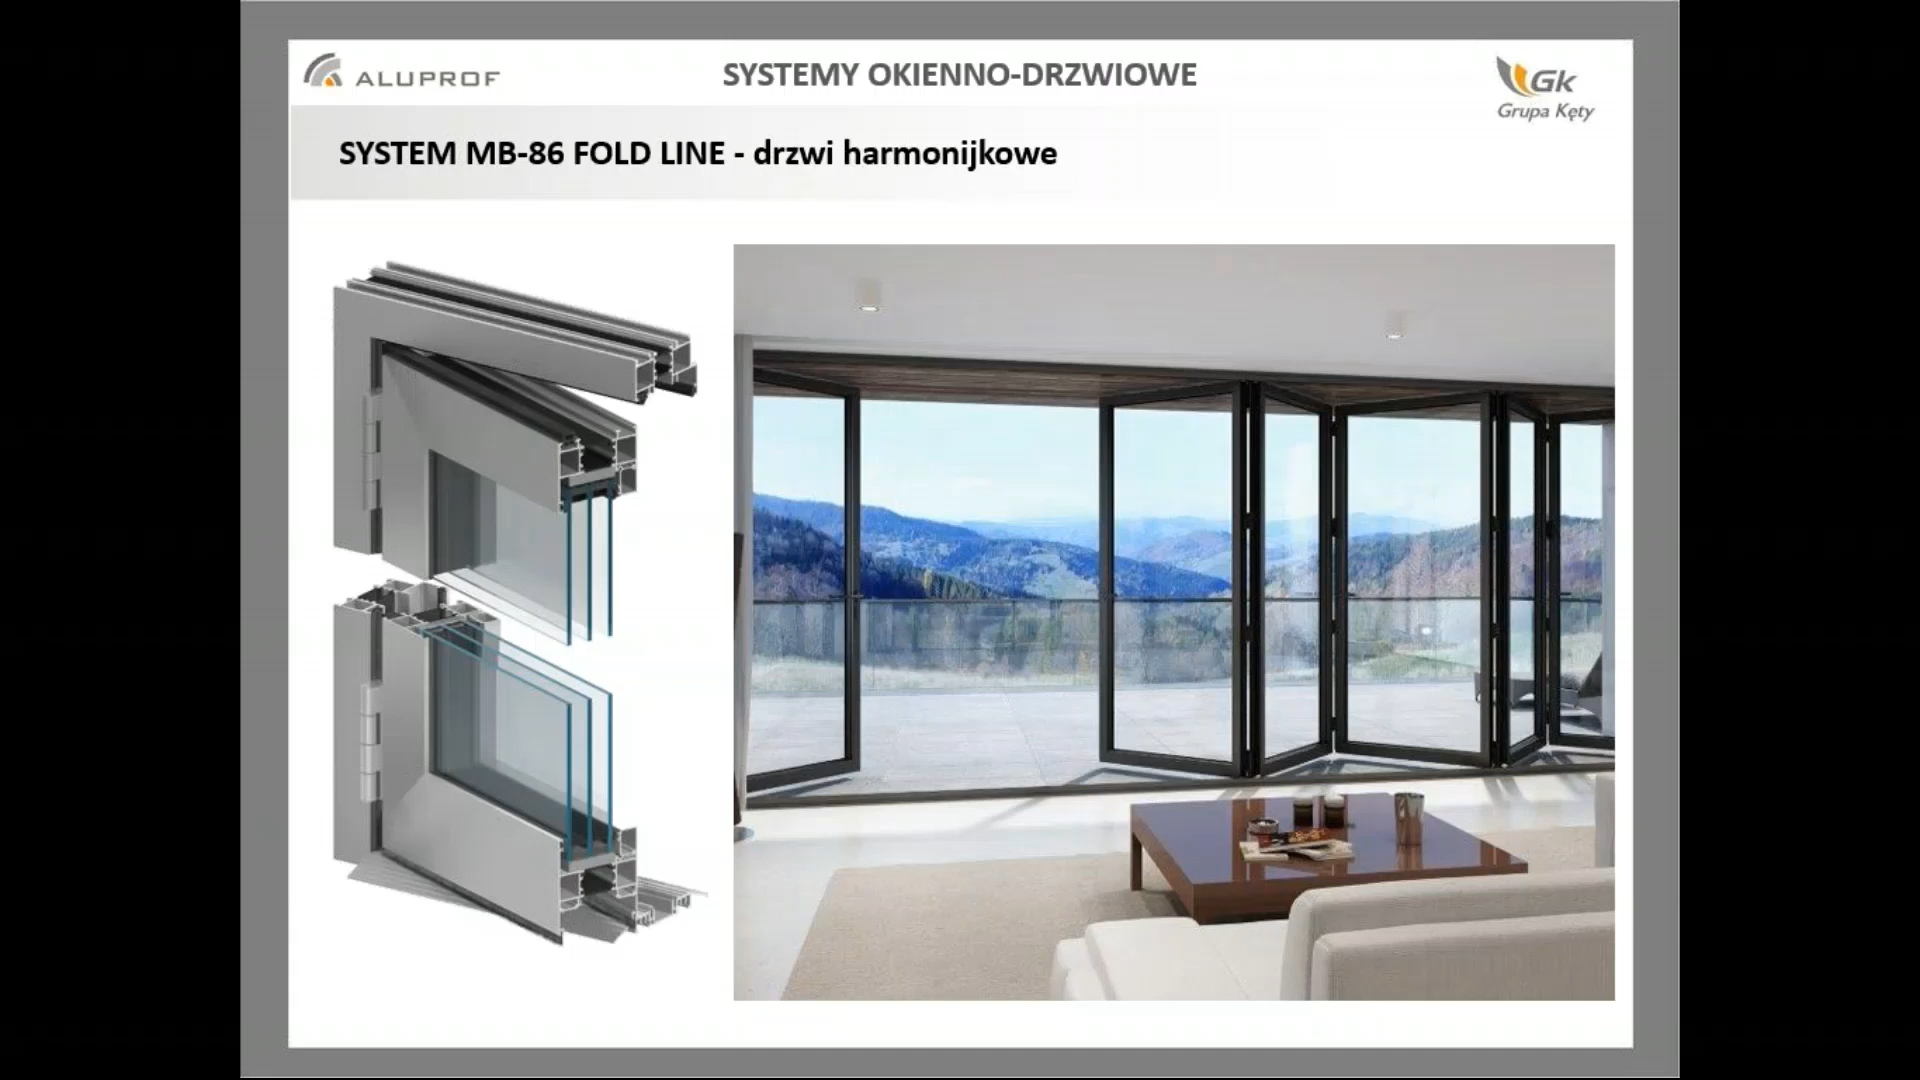 ALUPROF
SYSTEMY OKIENNO-DRZWIOWE
Gk
Grupa Kęty
SYSTEM MB-86 FOLD LINE - drzwi harmonijkowe